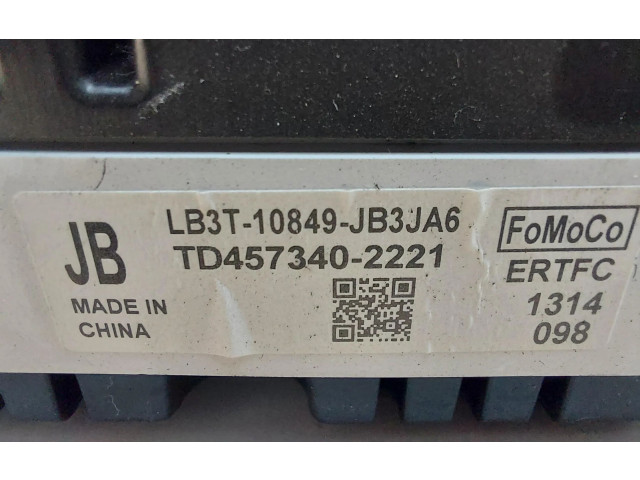 JB
LB3T-10849-JB3JA6
TD457340-2221
MADE IN
CHINA
FoMoCo
ERTFC
1314
098